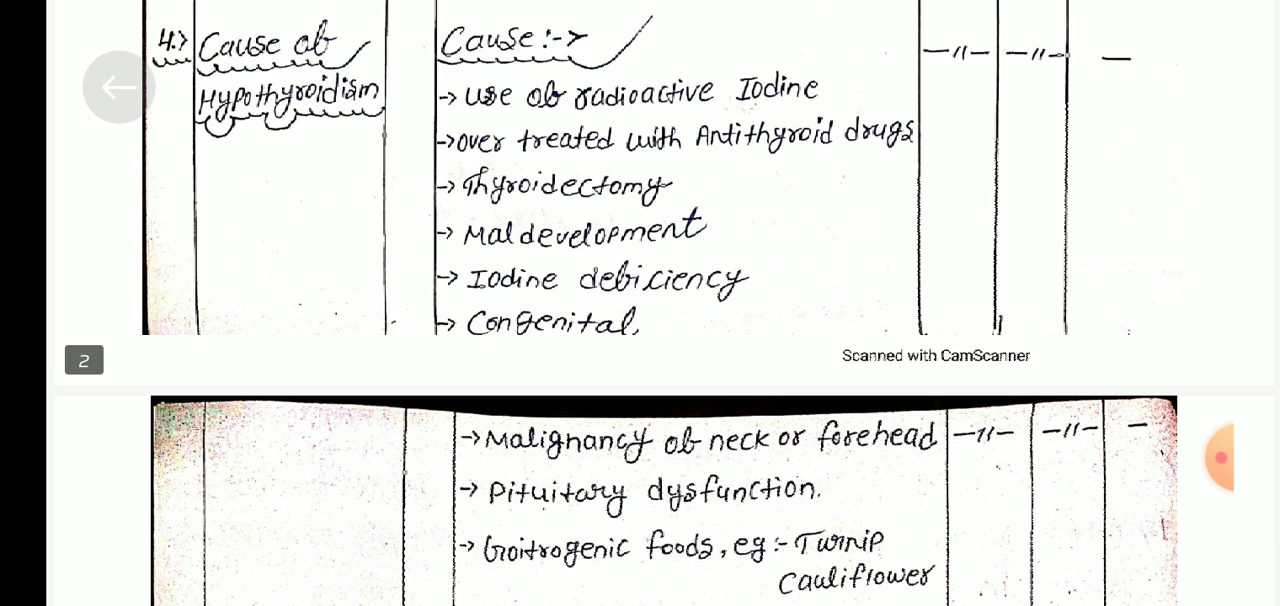 4.> Cause of Cause :->
Hypothyroidism
—11— —11— —
-> Use of radioactive Iodine
-> over treated with Antithyroid drugs
-> Thyroidectomy
-> Maldevelopment
-> Iodine deficiency
-> Congenital
2
Scanned with CamScanner
-> Malignancy of neck or forehead —11— —11— —
-> Pituitary dysfunction.
-> Goitrogenic foods, eg :- Turnip
Cauliflower